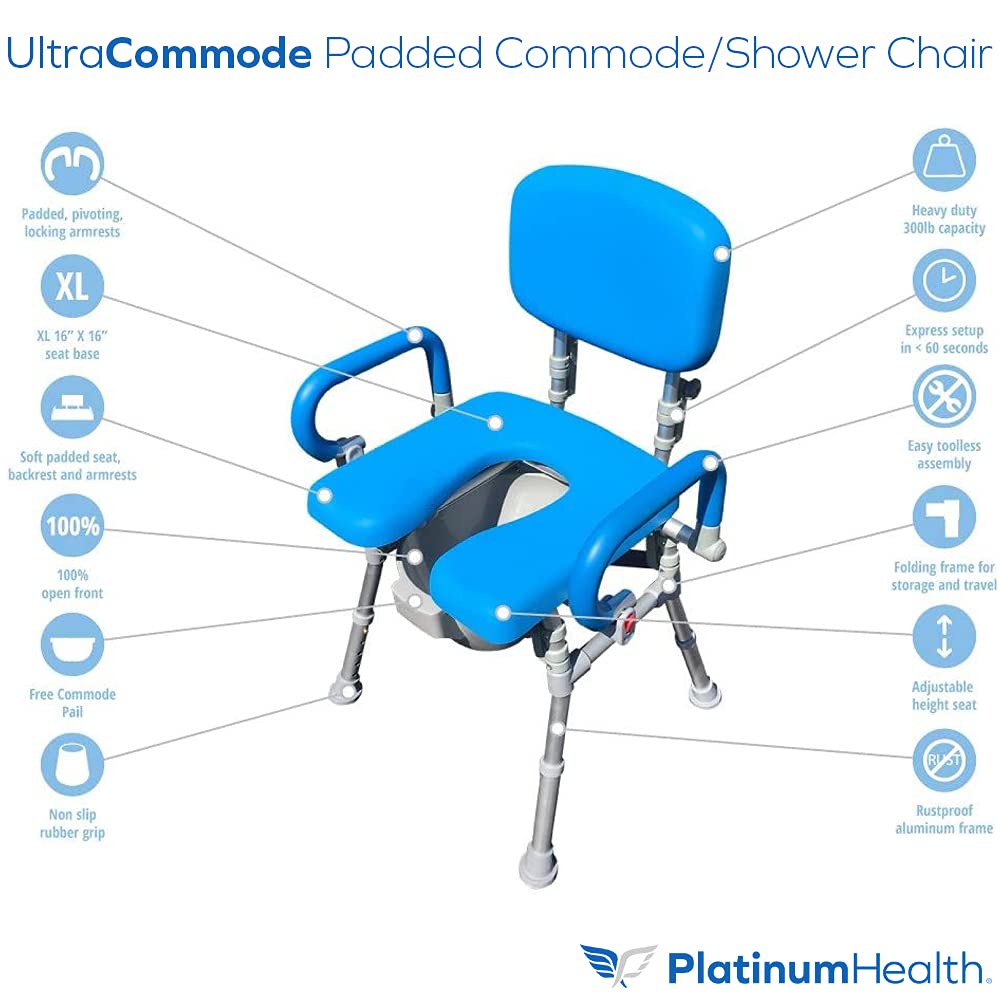 UltraCommode Padded Commode/Shower Chair
Padded, pivoting,
locking armrests
XL
XL 16” X 16”
seat base
Soft padded seat,
backrest and armrests
100%
100%
open front
Free Commode
Pail
Non slip
rubber grip
Heavy duty
300lb capacity
Express setup
in < 60 seconds
Easy toolless
assembly
Folding frame for
storage and travel
Adjustable
height seat
RUST
Rustproof
aluminum frame
PlatinumHealth®